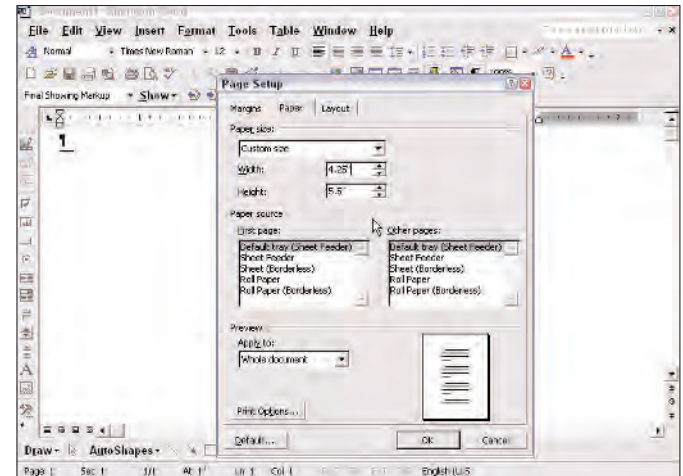 File Edit View Insert Format Tools Table Window Help
Normal Times New Roman 12
Final Showing Markup Show
Page Setup
Margins Paper Layout
Paper size:
Custom size
Width: 4.25"
Height: 5.5"
Paper source
First page: Other pages:
Default tray (Sheet Feeder) Default tray (Sheet Feeder)
Sheet Feeder Sheet Feeder
Sheet (Borderless) Sheet (Borderless)
Roll Paper Roll Paper
Roll Paper (Borderless) Roll Paper (Borderless)
Preview
Apply to:
Whole document
Print Options...
Default... OK Cancel
Draw AutoShapes
Page 1 Sec 1 1/1 At 1" Ln 1 Col 1 English (U.S